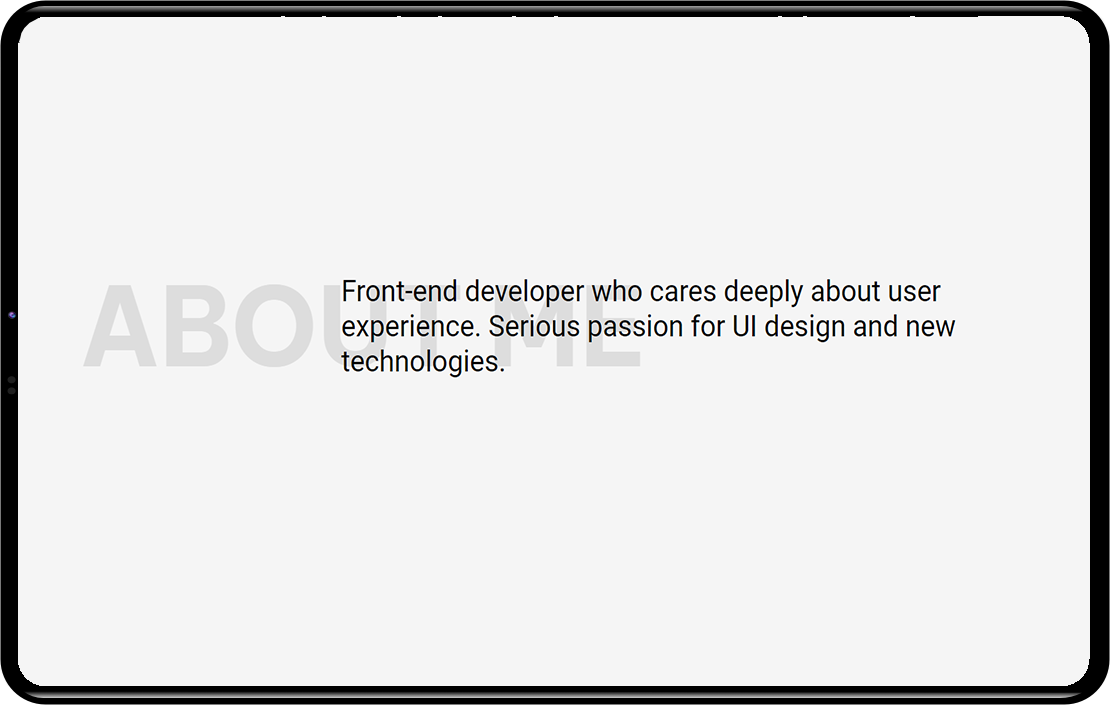 ABOUT ME
Front-end developer who cares deeply about user
experience. Serious passion for UI design and new
technologies.